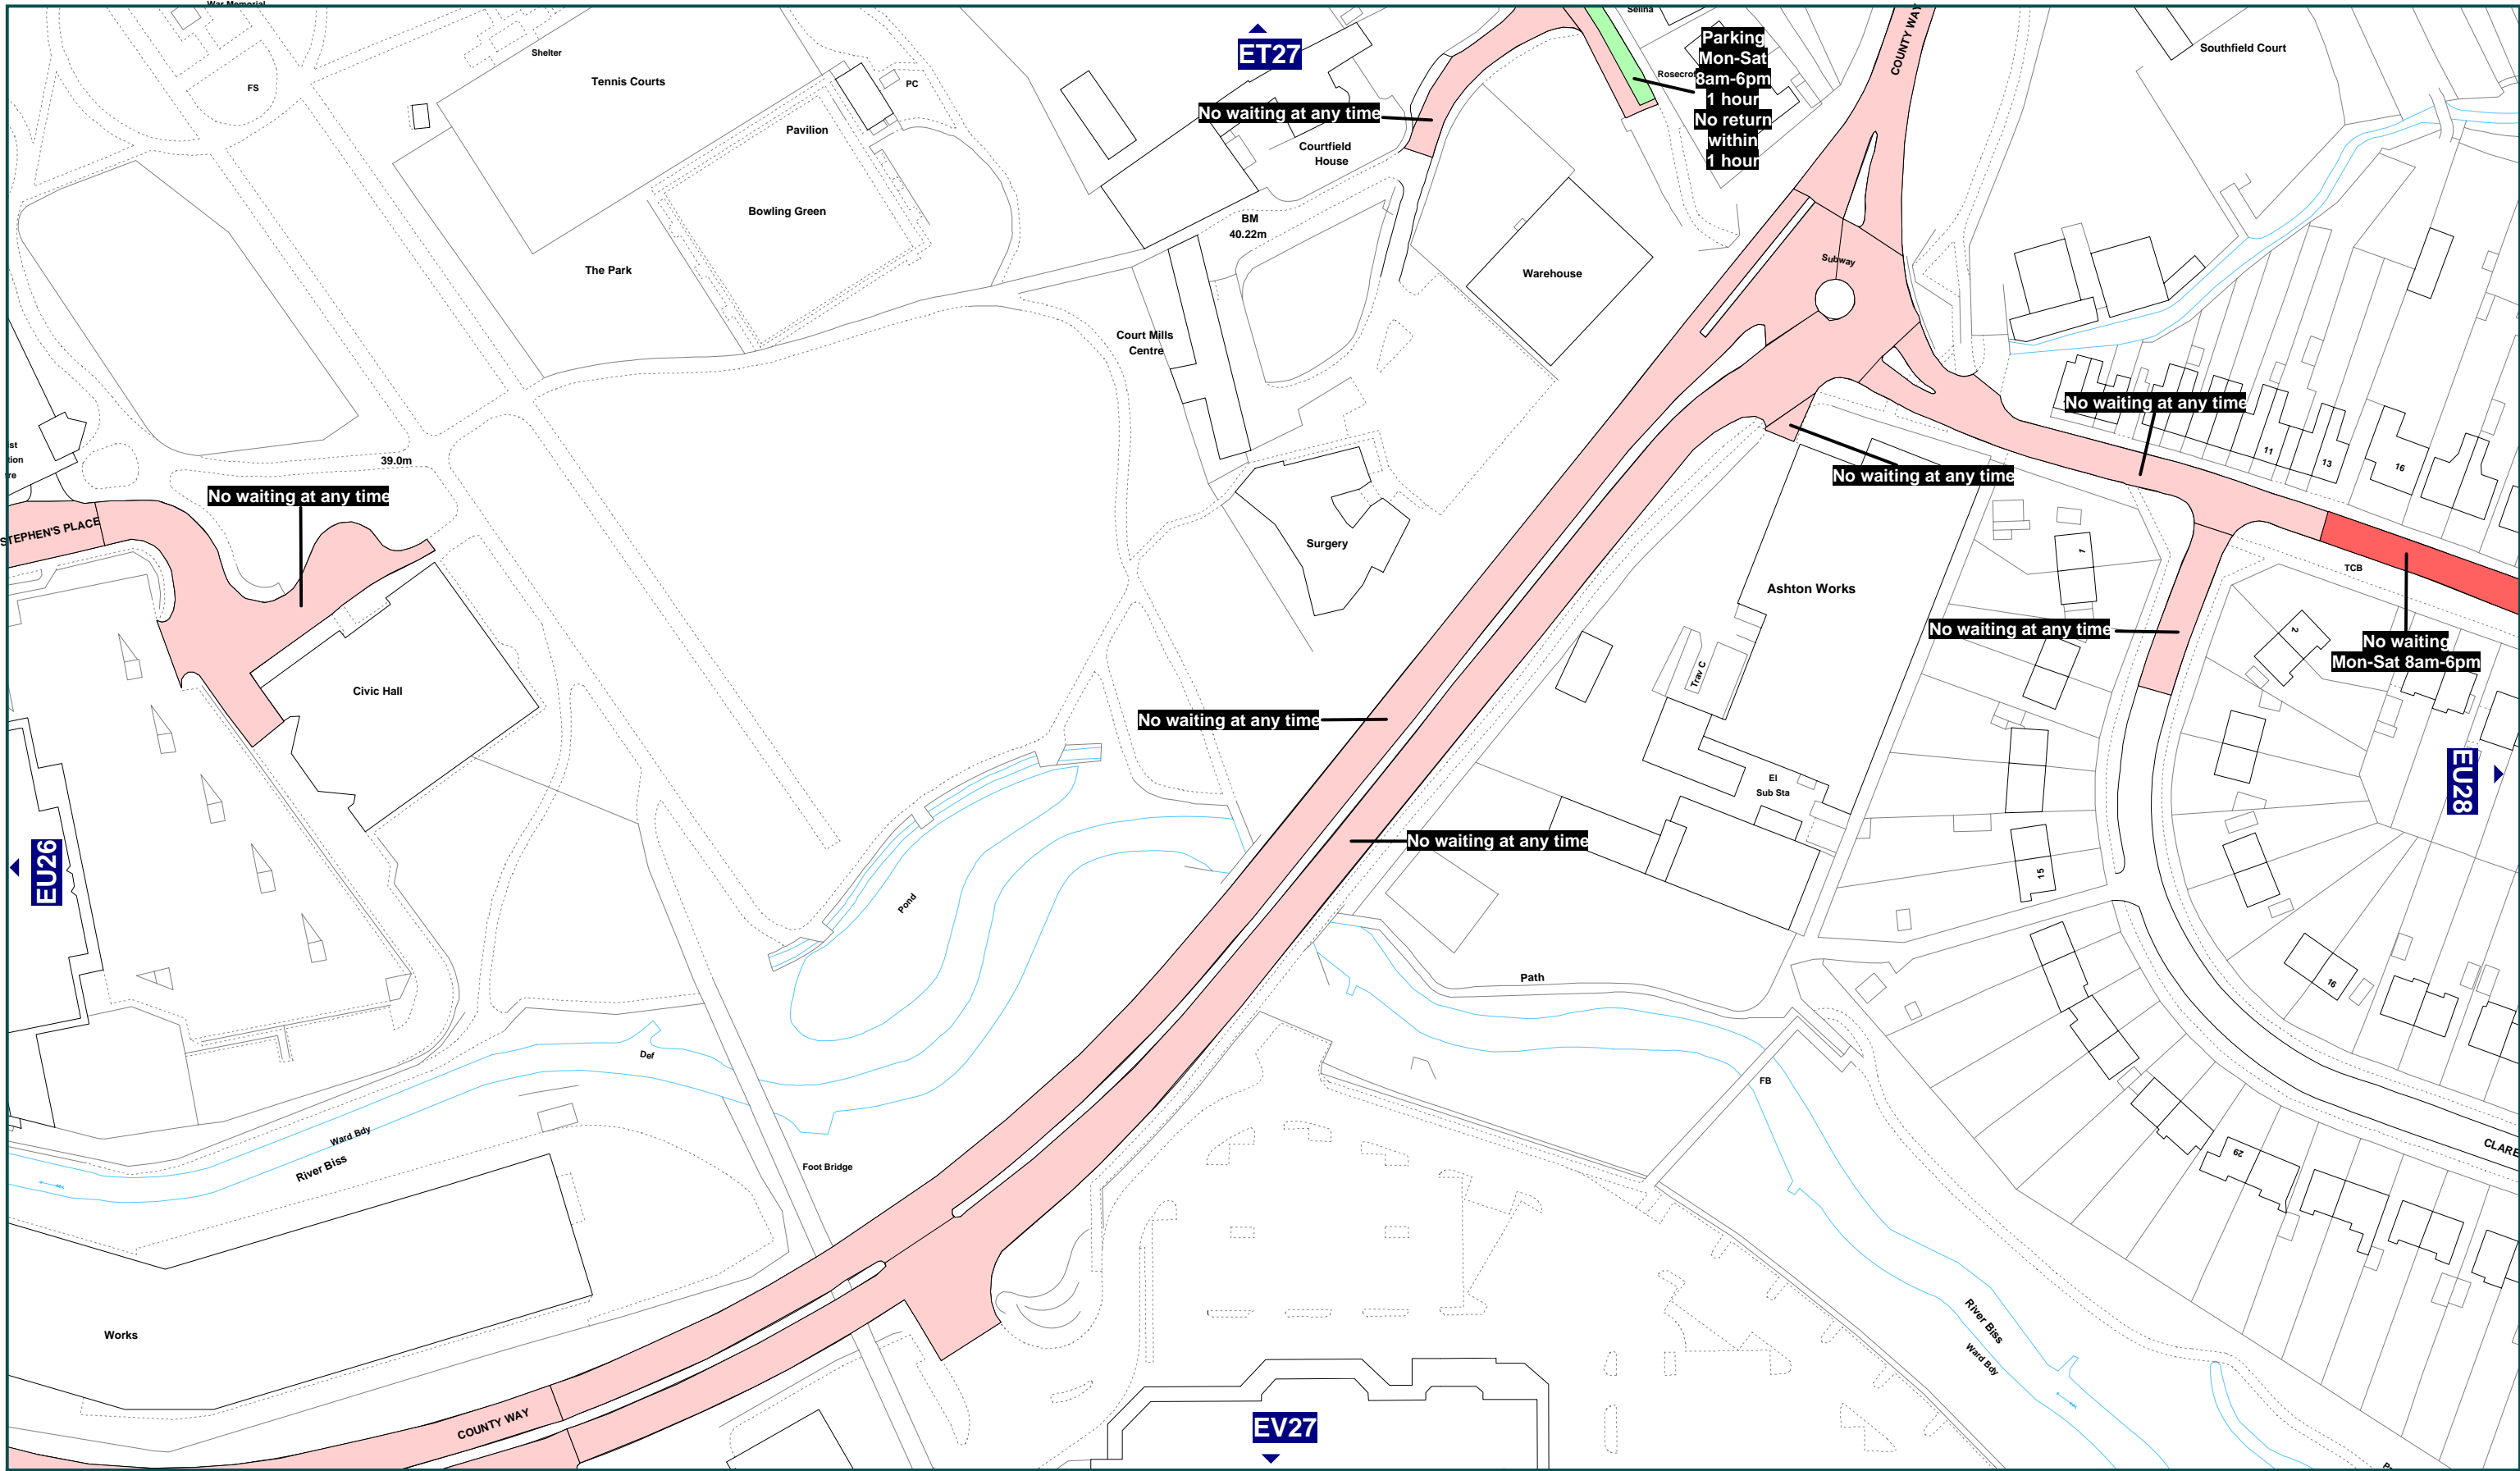 War Memorial
Selina
COUNTY WAY
Shelter
ET27
Parking
Mon-Sat
8am-6pm
1 hour
No return
within
1 hour
Southfield Court
FS
Tennis Courts
PC
Pavilion
No waiting at any time
Courtfield
House
Bowling Green
BM
40.22m
The Park
Warehouse
Subway
Court Mills
Centre
No waiting at any time
39.0m
11
13
16
No waiting at any time
No waiting at any time
STEPHEN'S PLACE
Surgery
1
TCB
Ashton Works
No waiting at any time
2
No waiting
Mon-Sat 8am-6pm
Trav C
Civic Hall
No waiting at any time
El
Sub Sta
EU28
No waiting at any time
EU26
15
Pond
Path
16
Def
FB
Ward Bdy
River Biss
Foot Bridge
29
Works
River Biss
Ward Bdy
COUNTY WAY
EV27